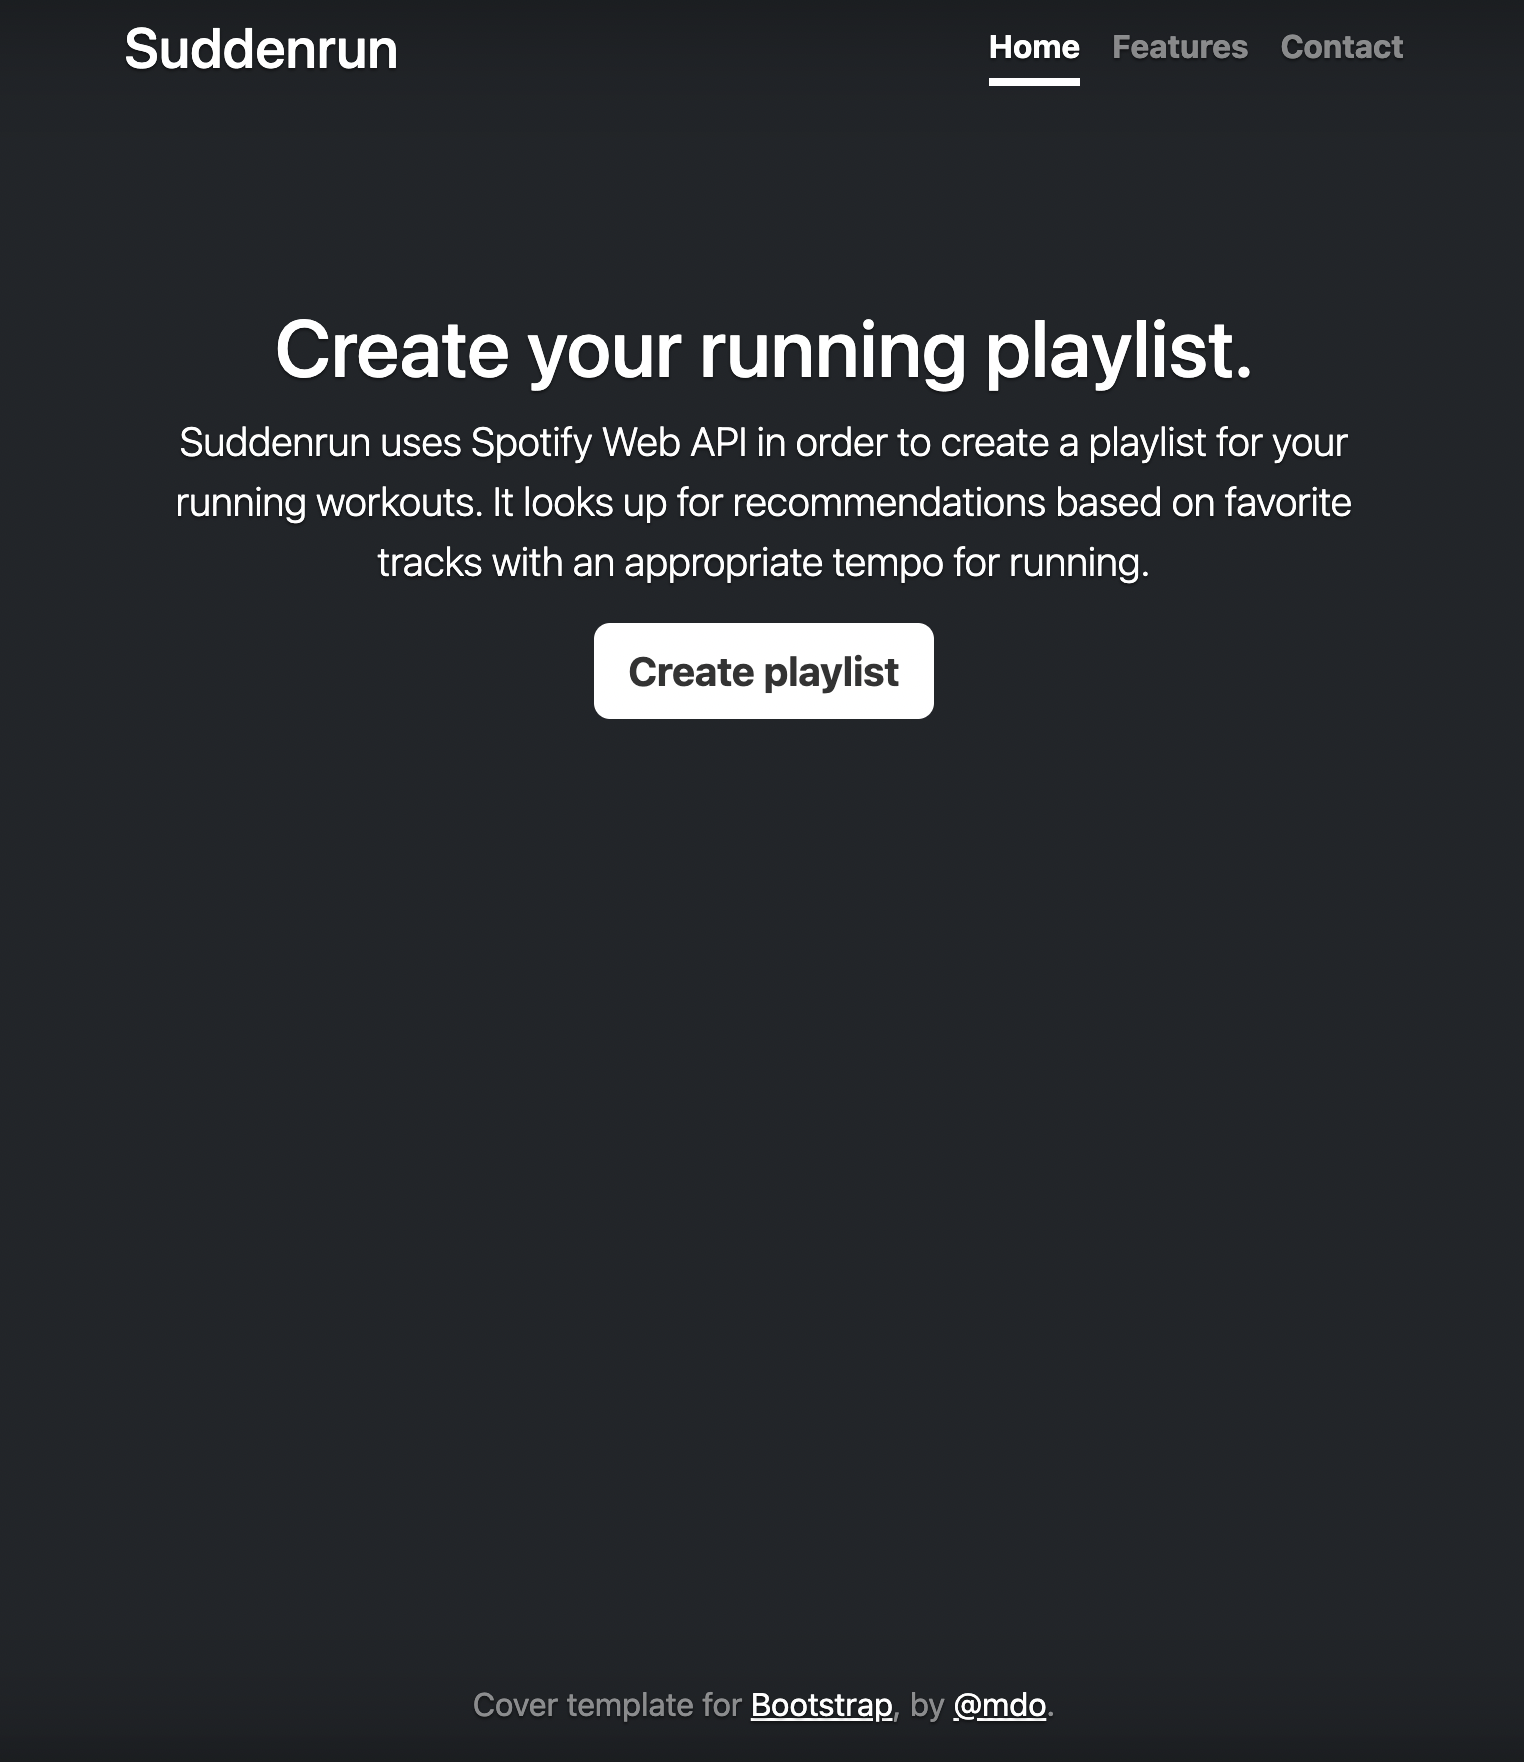 Suddenrun
Home Features Contact
Create your running playlist.
Suddenrun uses Spotify Web API in order to create a playlist for your
running workouts. It looks up for recommendations based on favorite
tracks with an appropriate tempo for running.
Create playlist
Cover template for Bootstrap, by @mdo.